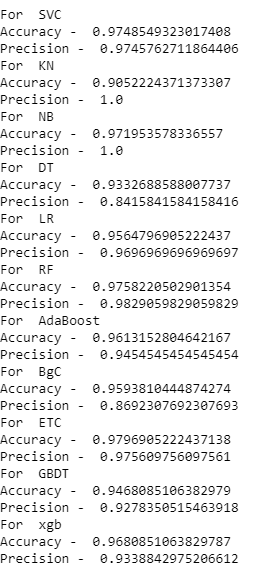 For  SVC
Accuracy -  0.9748549323017408
Precision -  0.9745762711864406
For  KN
Accuracy -  0.9052224371373307
Precision -  1.0
For  NB
Accuracy -  0.971953578336557
Precision -  1.0
For  DT
Accuracy -  0.9332688588007737
Precision -  0.8415841584158416
For  LR
Accuracy -  0.9564796905222437
Precision -  0.9696969696969697
For  RF
Accuracy -  0.9758220502901354
Precision -  0.9829059829059829
For  AdaBoost
Accuracy -  0.9613152804642167
Precision -  0.9454545454545454
For  BgC
Accuracy -  0.9593810444874274
Precision -  0.8692307692307693
For  ETC
Accuracy -  0.9796905222437138
Precision -  0.975609756097561
For  GBDT
Accuracy -  0.9468085106382979
Precision -  0.9278350515463918
For  xgb
Accuracy -  0.9680851063829787
Precision -  0.9338842975206612